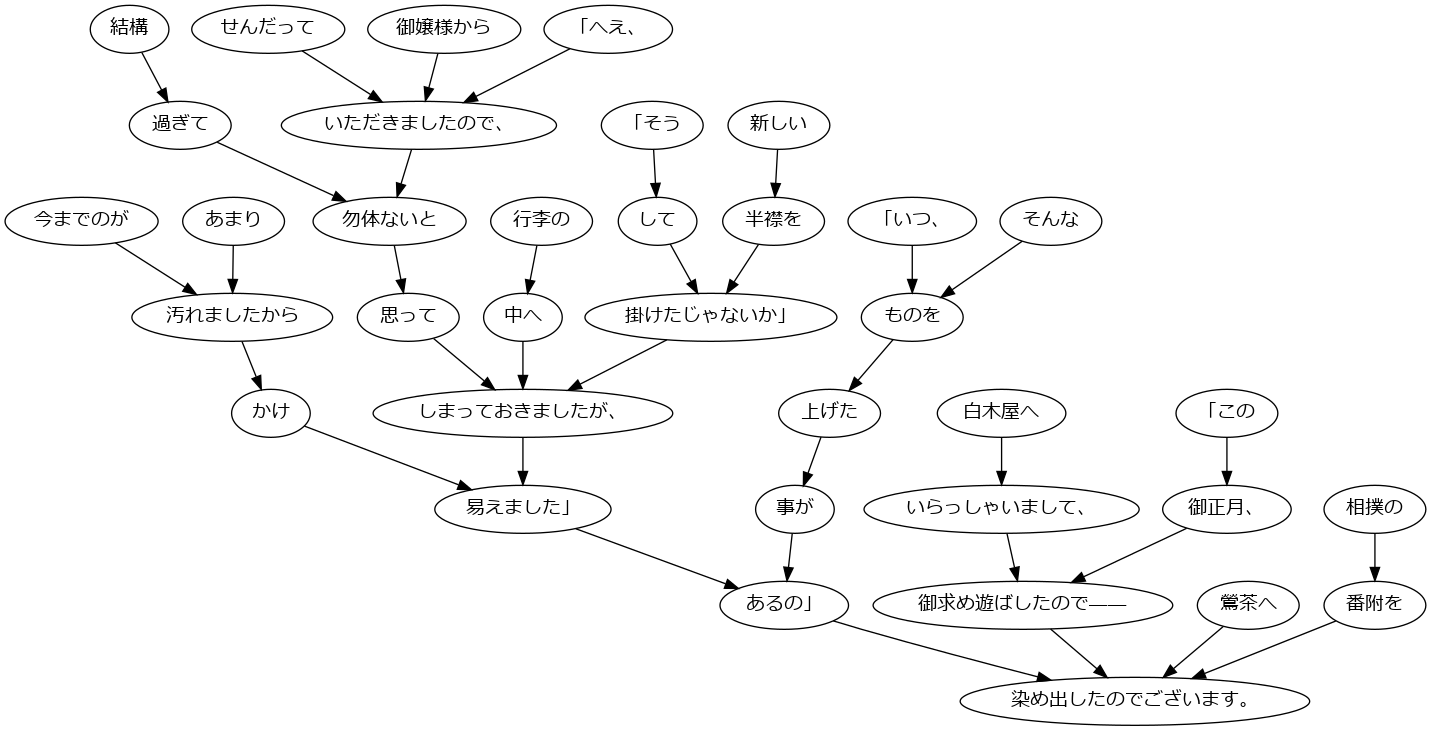 結構
せんだって
御嬢様から
「へえ、
過ぎて
いただきましたので、
「そう
新しい
今までのが
あまり
勿体ないと
行李の
して
半襟を
「いつ、
そんな
汚れましたから
思って
中へ
掛けたじゃないか」
ものを
かけ
しまっておきましたが、
上げた
白木屋へ
「この
易えました」
事が
いらっしゃいまして、
御正月、
相撲の
あるの」
御求め遊ばしたので――
鶯茶へ
番附を
染め出したのでございます。